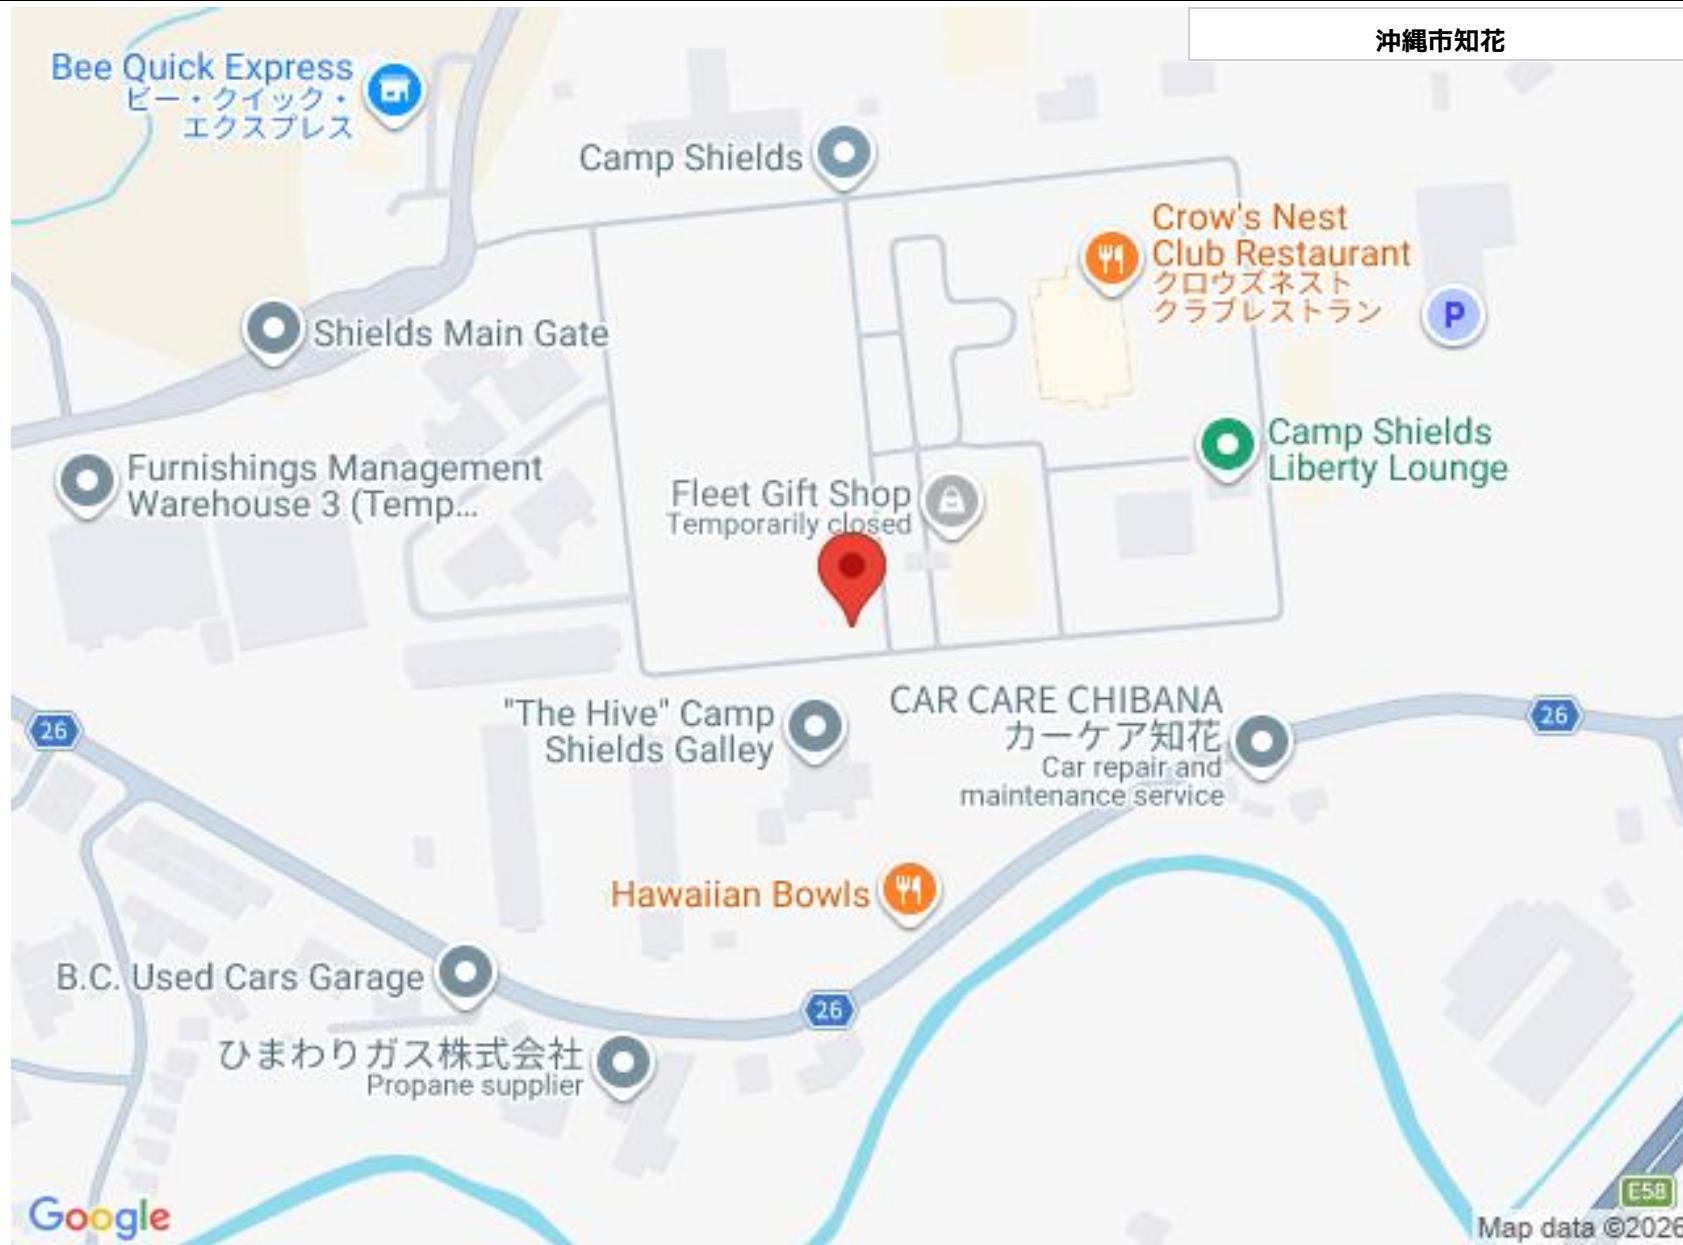 沖縄市知花
Bee Quick Express
ビー・クイック・
エクスプレス
Camp Shields
Crow's Nest
Club Restaurant
クロウズネスト
クラブレストラン
P
Shields Main Gate
Camp Shields
Liberty Lounge
Furnishings Management
Warehouse 3 (Temp...
Fleet Gift Shop
Temporarily closed
26
"The Hive" Camp
Shields Galley
CAR CARE CHIBANA
カーケア知花
Car repair and
maintenance service
26
Hawaiian Bowls
B.C. Used Cars Garage
26
ひまわりガス株式会社
Propane supplier
E58
Google
Map data ©2026